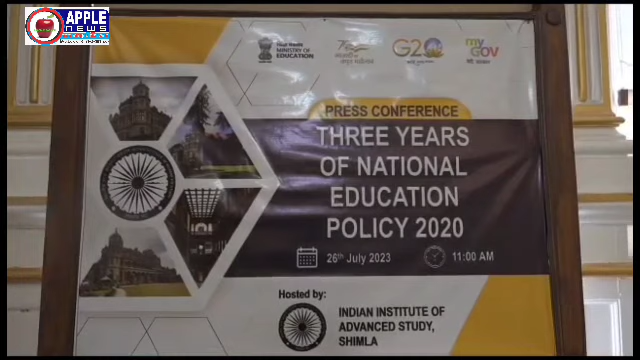 APPLE
NEWS
MINISTRY OF
EDUCATION
G20
my
GOV
PRESS CONFERENCE
THREE YEARS
OF NATIONAL
EDUCATION
POLICY 2020
26th July 2023
11:00 AM
Hosted by:
INDIAN INSTITUTE OF
ADVANCED STUDY,
SHIMLA